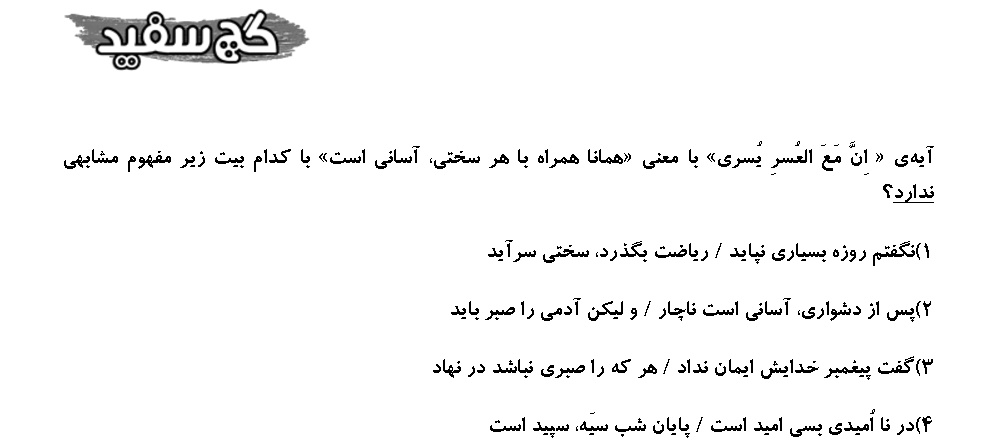 گچ سفید
آیه‌ی « اِنَّ مَعَ العُسرِ یُسری» با معنی «همانا همراه با هر سختی، آسانی است» با کدام بیت زیر مفهوم مشابهی
ندارد؟
۱)نگفتم روزه بسیاری نپاید / ریاضت بگذرد، سختی سرآید
۲)پس از دشواری، آسانی است ناچار / و لیکن آدمی را صبر باید
۳)گفت پیغمبر خدایش ایمان نداد / هر که را صبری نباشد در نهاد
۴)در نا اُمیدی بسی امید است / پایان شب سیَه، سپید است